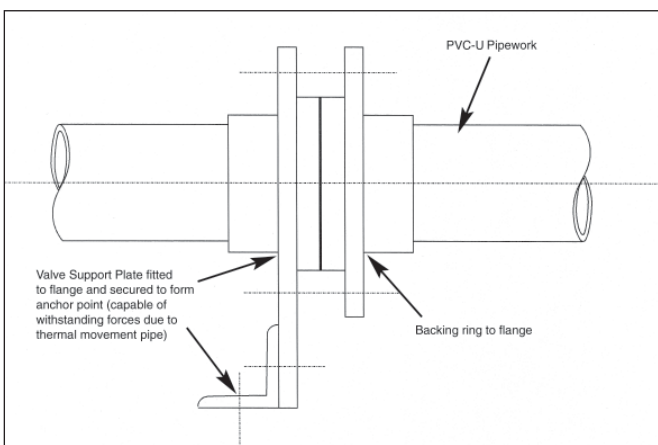 PVC-U Pipework
Valve Support Plate fitted
to flange and secured to form
anchor point (capable of
withstanding forces due to
thermal movement pipe)
Backing ring to flange